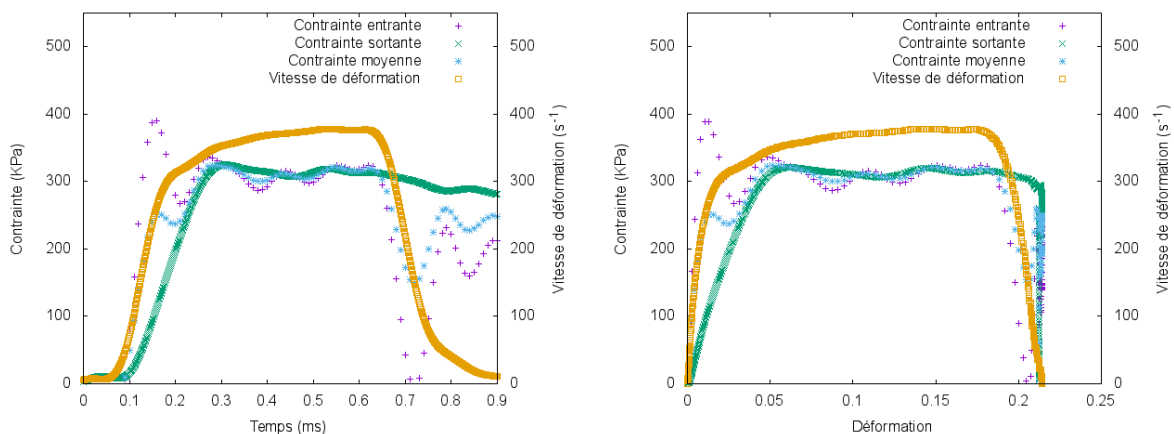 Contrainte entrante
Contrainte sortante
Contrainte moyenne
Vitesse de déformation
500
400
300
200
100
0
Contrainte (KPa)
500
400
300
200
100
0
Vitesse de déformation (s⁻¹)
0 0.1 0.2 0.3 0.4 0.5 0.6 0.7 0.8 0.9
Temps (ms)
Contrainte entrante
Contrainte sortante
Contrainte moyenne
Vitesse de déformation
500
400
300
200
100
0
Contrainte (KPa)
500
400
300
200
100
0
Vitesse de déformation (s⁻¹)
0 0.05 0.1 0.15 0.2 0.25
Déformation